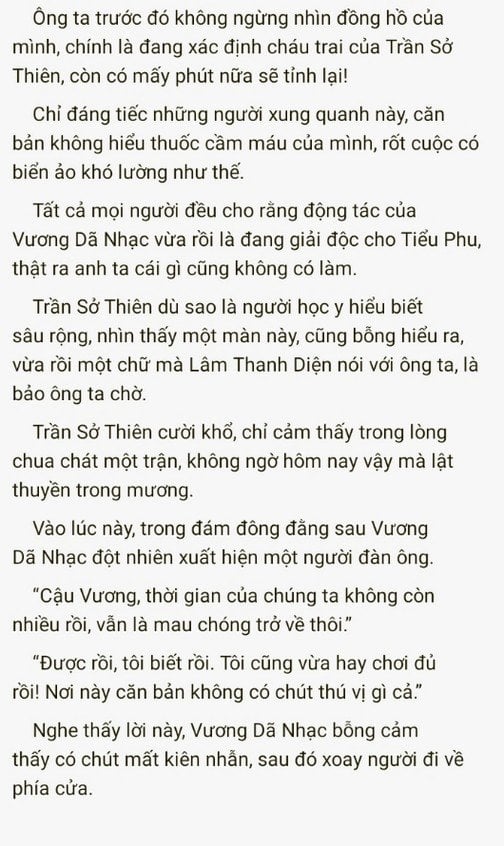 Ông ta trước đó không ngừng nhìn đồng hồ của
mình, chính là đang xác định cháu trai của Trần Sở
Thiên, còn có mấy phút nữa sẽ tỉnh lại!
Chỉ đáng tiếc những người xung quanh này, căn
bản không hiểu thuốc cầm máu của mình, rốt cuộc có
biển ảo khó lường như thế.
Tất cả mọi người đều cho rằng động tác của
Vương Dã Nhạc vừa rồi là đang giải độc cho Tiểu Phu,
thật ra anh ta cái gì cũng không có làm.
Trần Sở Thiên dù sao là người học y hiểu biết
sâu rộng, nhìn thấy một màn này, cũng bỗng hiểu ra,
vừa rồi một chữ mà Lâm Thanh Diện nói với ông ta, là
bảo ông ta chờ.
Trần Sở Thiên cười khổ, chỉ cảm thấy trong lòng
chua chát một trận, không ngờ hôm nay vậy mà lật
thuyền trong mương.
Vào lúc này, trong đám đông đằng sau Vương
Dã Nhạc đột nhiên xuất hiện một người đàn ông.
“Cậu Vương, thời gian của chúng ta không còn
nhiều rồi, vẫn là mau chóng trở về thôi.”
“Được rồi, tôi biết rồi. Tôi cũng vừa hay chơi đủ
rồi! Nơi này căn bản không có chút thú vị gì cả.”
Nghe thấy lời này, Vương Dã Nhạc bỗng cảm
thấy có chút mất kiên nhẫn, sau đó xoay người đi về
phía cửa.